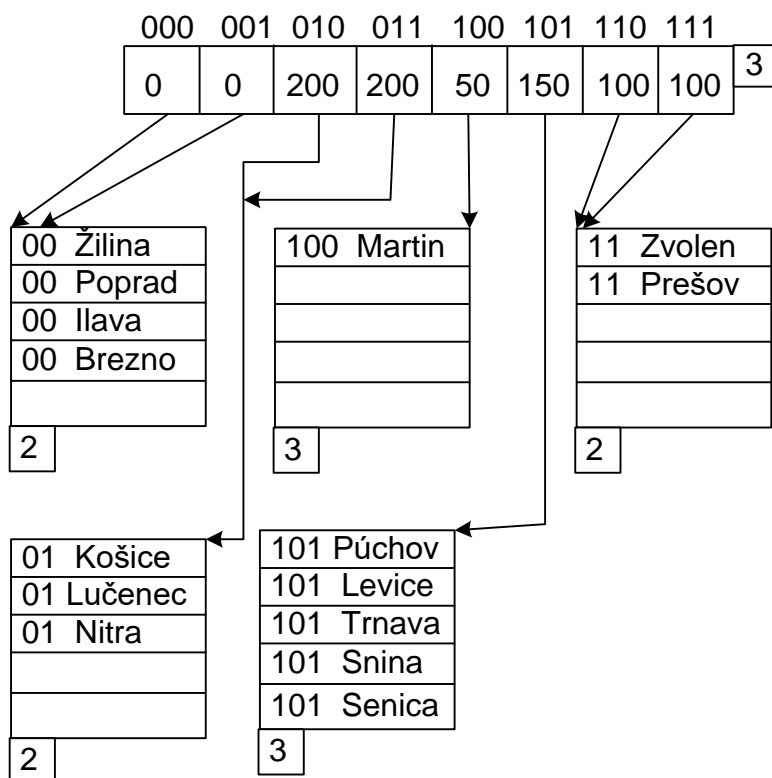 000 001 010 011 100 101 110 111
0 0 200 200 50 150 100 100 3
00 Žilina
00 Poprad
00 Ilava
00 Brezno
2
100 Martin
3
11 Zvolen
11 Prešov
2
01 Košice
01 Lučenec
01 Nitra
2
101 Púchov
101 Levice
101 Trnava
101 Snina
101 Senica
3